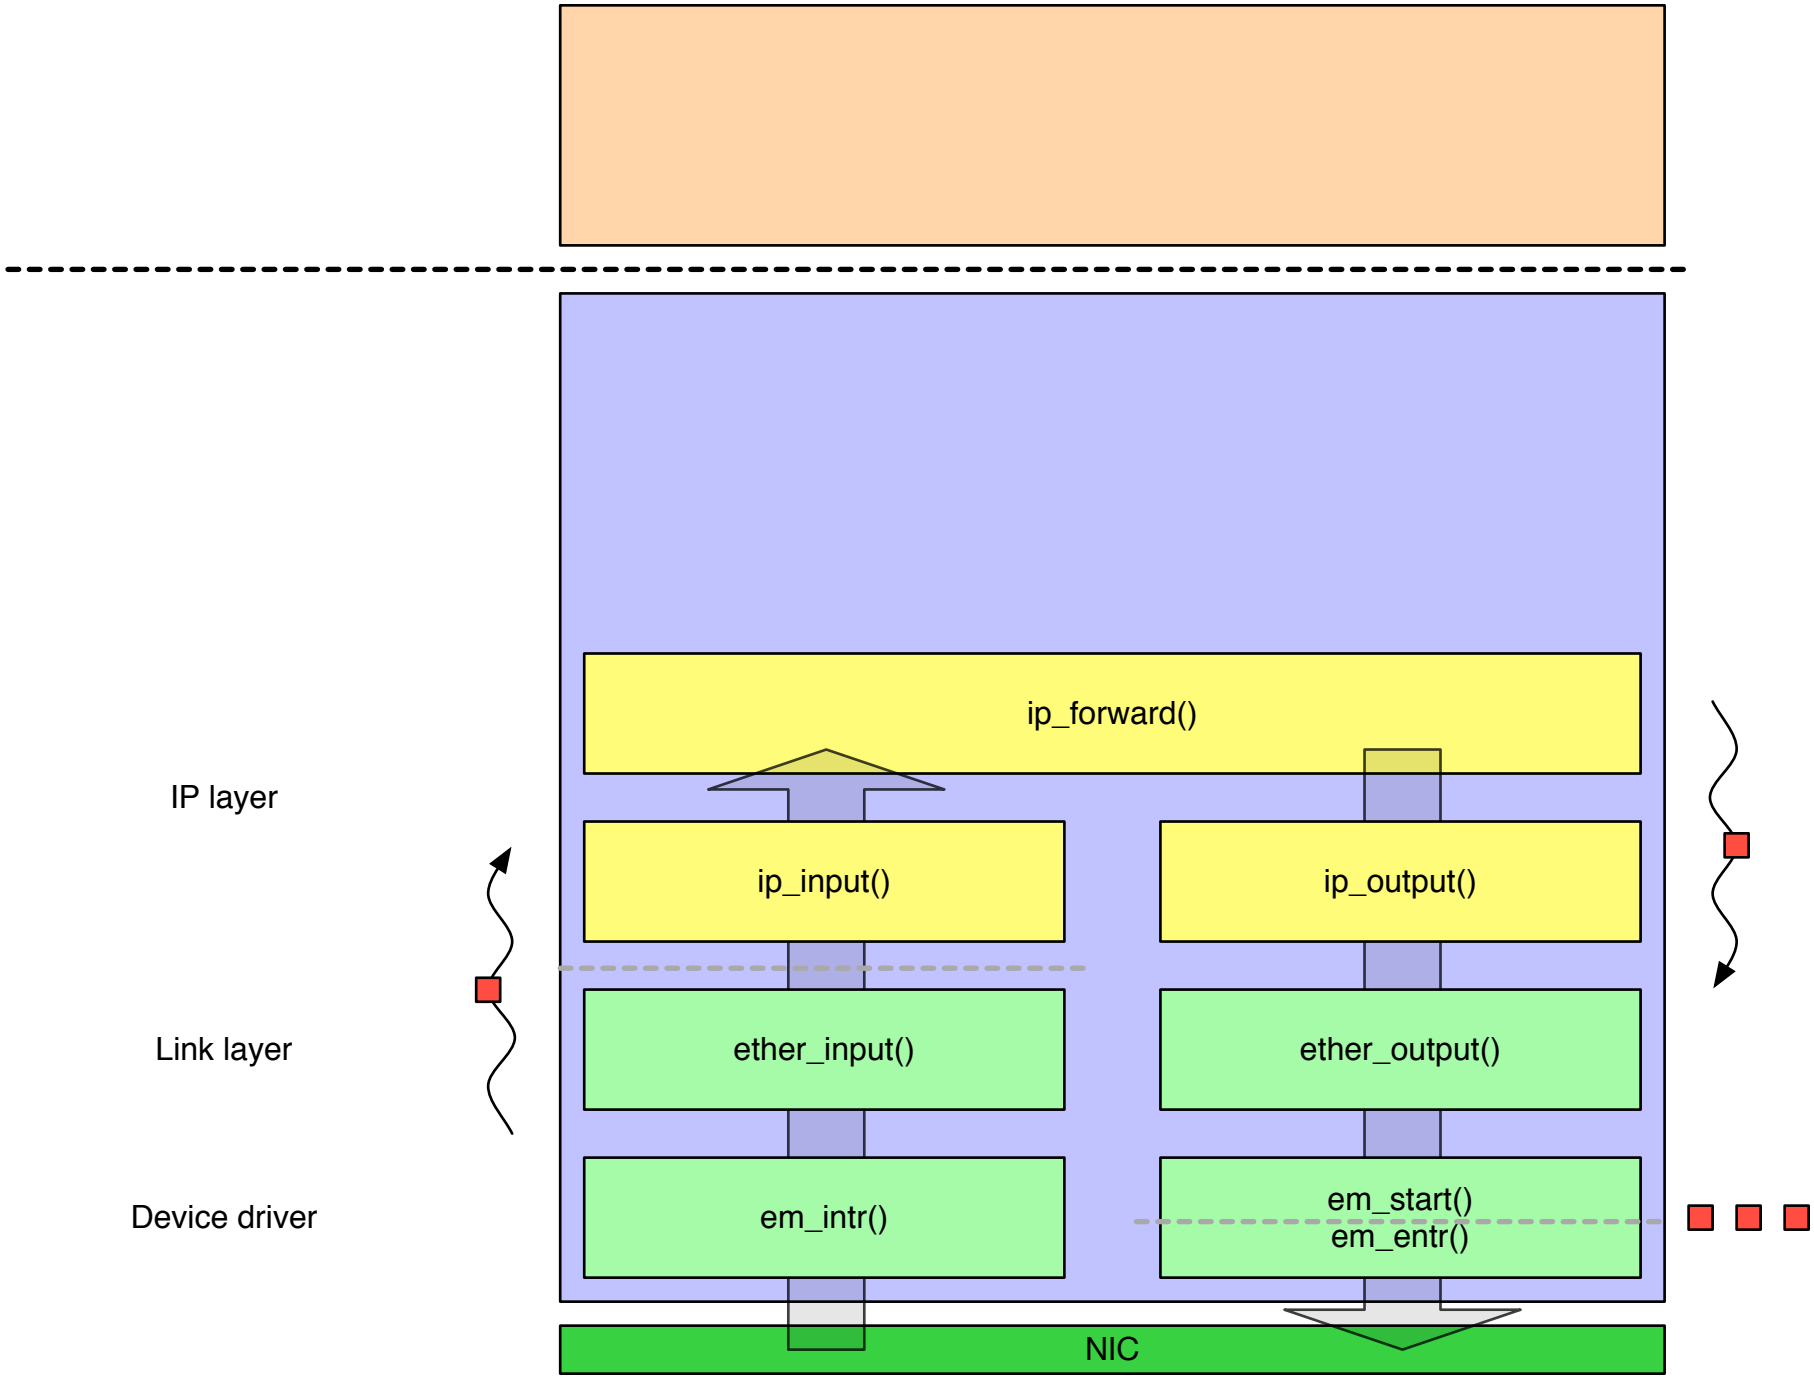 ip_forward()
IP layer
ip_input()
ip_output()
Link layer
ether_input()
ether_output()
Device driver
em_intr()
em_start()
em_entr()
NIC